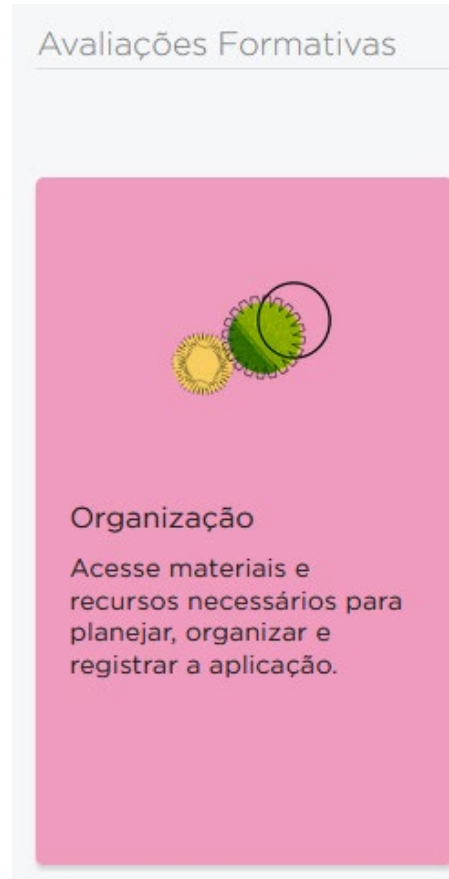 Avaliações Formativas
Organização
Acesse materiais e
recursos necessários para
planejar, organizar e
registrar a aplicação.